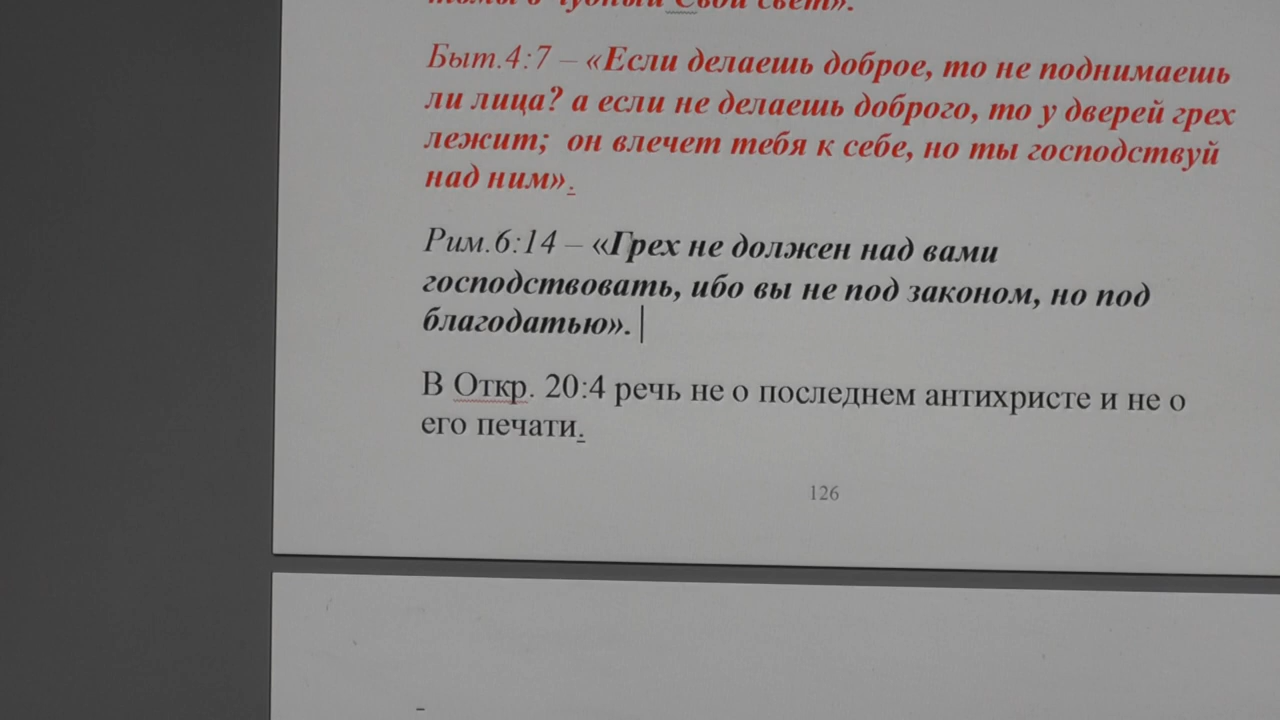 Свой свет».
Быт.4:7 – «Если делаешь доброе, то не поднимаешь
ли лица? а если не делаешь доброго, то у дверей грех
лежит;  он влечет тебя к себе, но ты господствуй
над ним».
Рим.6:14 – «Грех не должен над вами
господствовать, ибо вы не под законом, но под
благодатью».
В Откр. 20:4 речь не о последнем антихристе и не о
его печати.
126